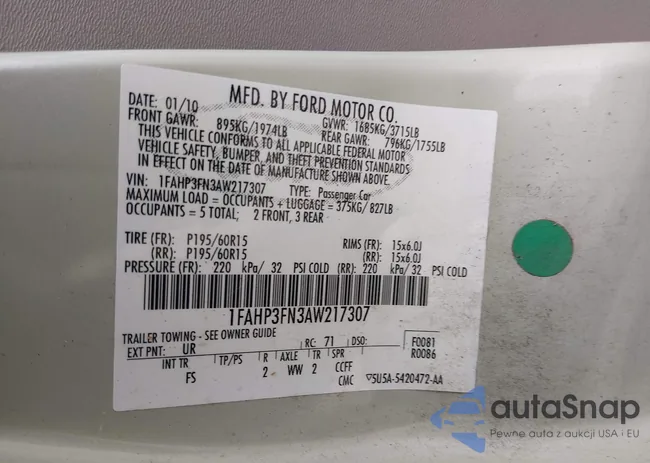 MFD. BY FORD MOTOR CO.
DATE: 01/10 GVWR: 1685KG/3715LB
FRONT GAWR: 895KG/1974LB REAR GAWR: 796KG/1755LB
THIS VEHICLE CONFORMS TO ALL APPLICABLE FEDERAL MOTOR
VEHICLE SAFETY, BUMPER, AND THEFT PREVENTION STANDARDS
IN EFFECT ON THE DATE OF MANUFACTURE SHOWN ABOVE.
VIN: 1FAHP3FN3AW217307 TYPE: Passenger Car
MAXIMUM LOAD = OCCUPANTS + LUGGAGE = 375KG/827LB
OCCUPANTS = 5 TOTAL; 2 FRONT, 3 REAR
TIRE (FR): P195/60R15 RIMS (FR): 15x6.0J
(RR): P195/60R15 (RR): 15x6.0J
PRESSURE (FR): 220 kPa/ 32 PSI COLD (RR): 220 kPa/ 32 PSI COLD
1FAHP3FN3AW217307
TRAILER TOWING - SEE OWNER GUIDE
EXT PNT: UR RC: 71 DSO: F0081
R0086
INT TR TP/PS R AXLE TR SPR
FS 2 WW 2 CCFF
CMC ▽5U5A-5420472-AA
autaSnap
Pewne auta z aukcji USA i EU